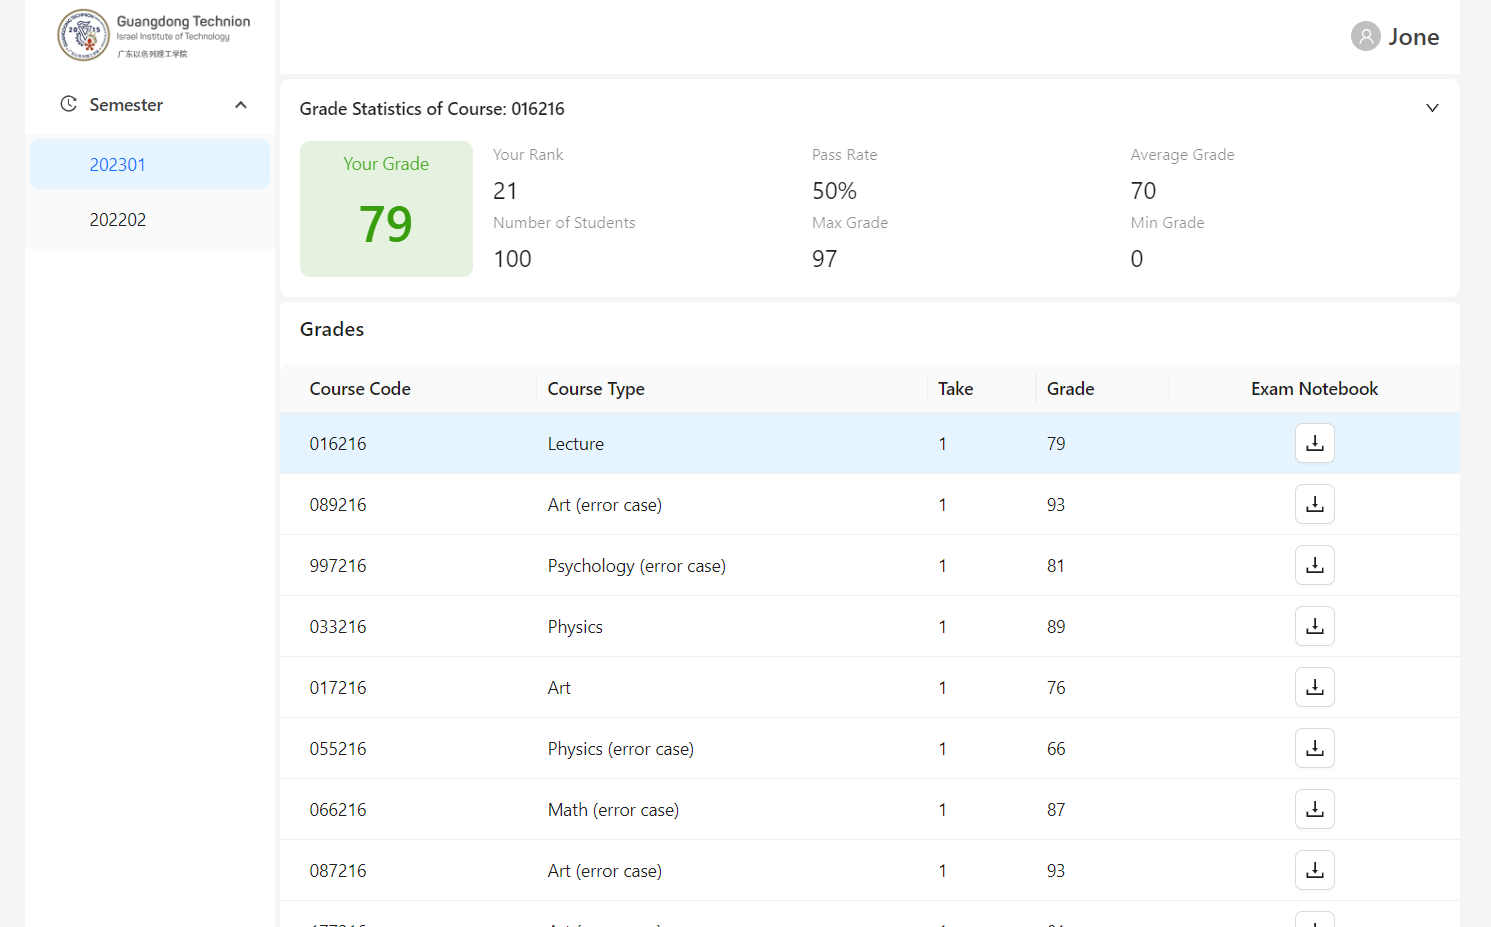 Guangdong Technion
Israel Institute of Technology
广东以色列理工学院
2015
Jone
Semester
202301
202202
Grade Statistics of Course: 016216
Your Grade
79
Your Rank
21
Pass Rate
50%
Average Grade
70
Number of Students
100
Max Grade
97
Min Grade
0
Grades
Course Code Course Type Take Grade Exam Notebook
016216 Lecture 1 79
089216 Art (error case) 1 93
997216 Psychology (error case) 1 81
033216 Physics 1 89
017216 Art 1 76
055216 Physics (error case) 1 66
066216 Math (error case) 1 87
087216 Art (error case) 1 93